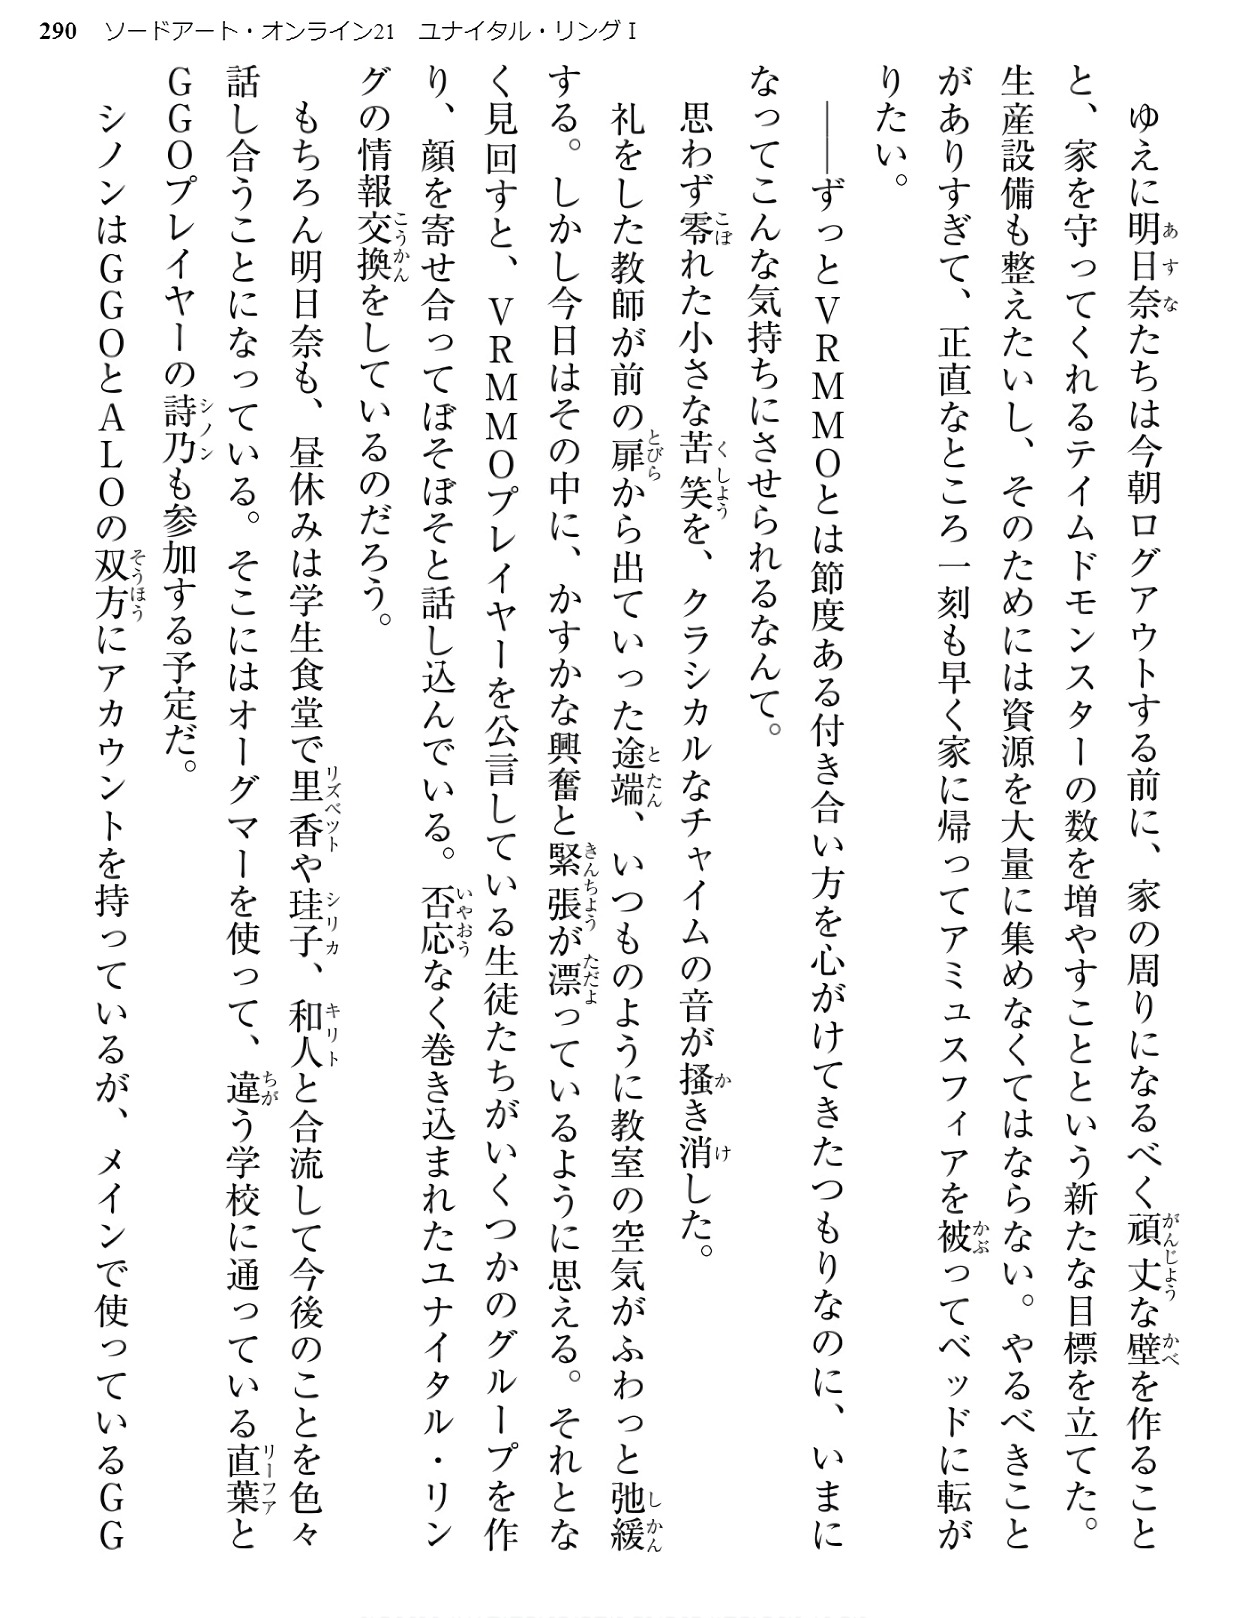 290 ソードアート・オンライン21 ユナイタル・リングⅠ
ゆえに明日奈たちは今朝ログアウトする前に、家の周りになるべく頑丈な壁を作ること
と、家を守ってくれるテイムドモンスターの数を増やすことという新たな目標を立てた。
生産設備も整えたいし、そのためには資源を大量に集めなくてはならない。やるべきこと
がありすぎて、正直なところ一刻も早く家に帰ってアミュスフィアを被ってベッドに転が
りたい。
――ずっとVRMMOとは節度ある付き合い方を心がけてきたつもりなのに、いまに
なってこんな気持ちにさせられるなんて。
思わず零れた小さな苦笑を、クラシカルなチャイムの音が掻き消した。
礼をした教師が前の扉から出ていった途端、いつものように教室の空気がふわっと弛緩
する。しかし今日はその中に、かすかな興奮と緊張が漂っているように思える。それとな
く見回すと、VRMMOプレイヤーを公言している生徒たちがいくつかのグループを作
り、顔を寄せ合ってぼそぼそと話し込んでいる。否応なく巻き込まれたユナイタル・リン
グの情報交換をしているのだろう。
もちろん明日奈も、昼休みは学生食堂で里香や珪子、和人と合流して今後のことを色々
話し合うことになっている。そこにはオーグマーを使って、違う学校に通っている直葉と
GGOプレイヤーの詩乃も参加する予定だ。
シノンはGGOとALOの双方にアカウントを持っているが、メインで使っているGG